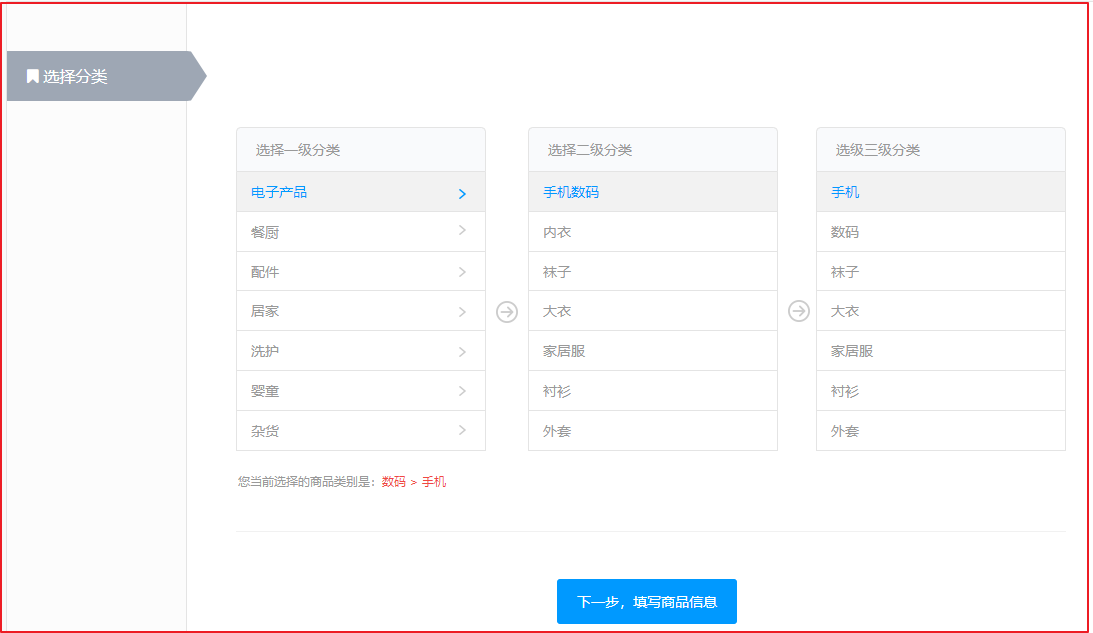 选择分类
选择一级分类
电子产品
餐厨
配件
居家
洗护
婴童
杂货
选择二级分类
手机数码
内衣
袜子
大衣
家居服
衬衫
外套
选级三级分类
手机
数码
袜子
大衣
家居服
衬衫
外套
您当前选择的商品类别是：数码 > 手机
下一步，填写商品信息